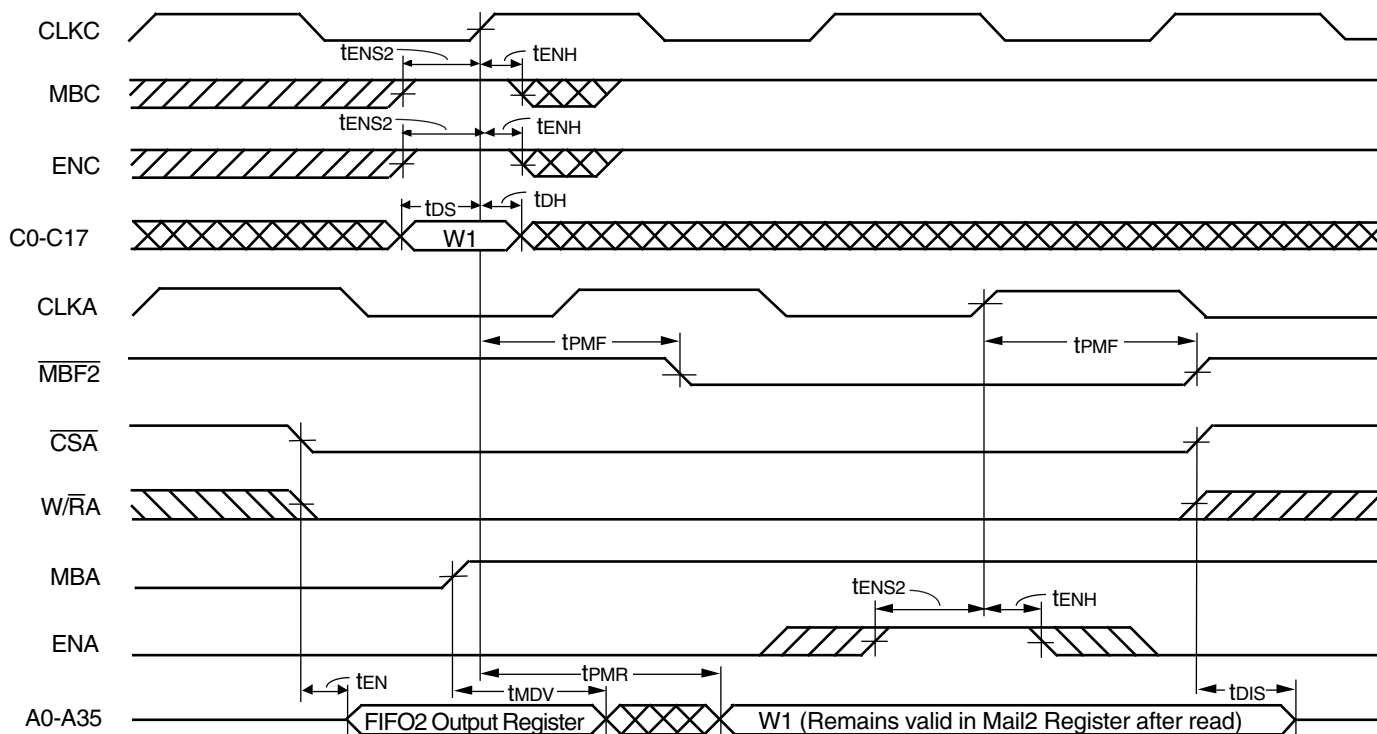 CLKC
tENS2
tENH
MBC
tENS2
tENH
ENC
tDS
tDH
C0-C17
W1
CLKA
tPMF
tPMF
MBF2
CSA
W/RA
MBA
tENS2
tENH
ENA
tPMR
tEN
tMDV
tDIS
A0-A35
FIFO2 Output Register
W1 (Remains valid in Mail2 Register after read)